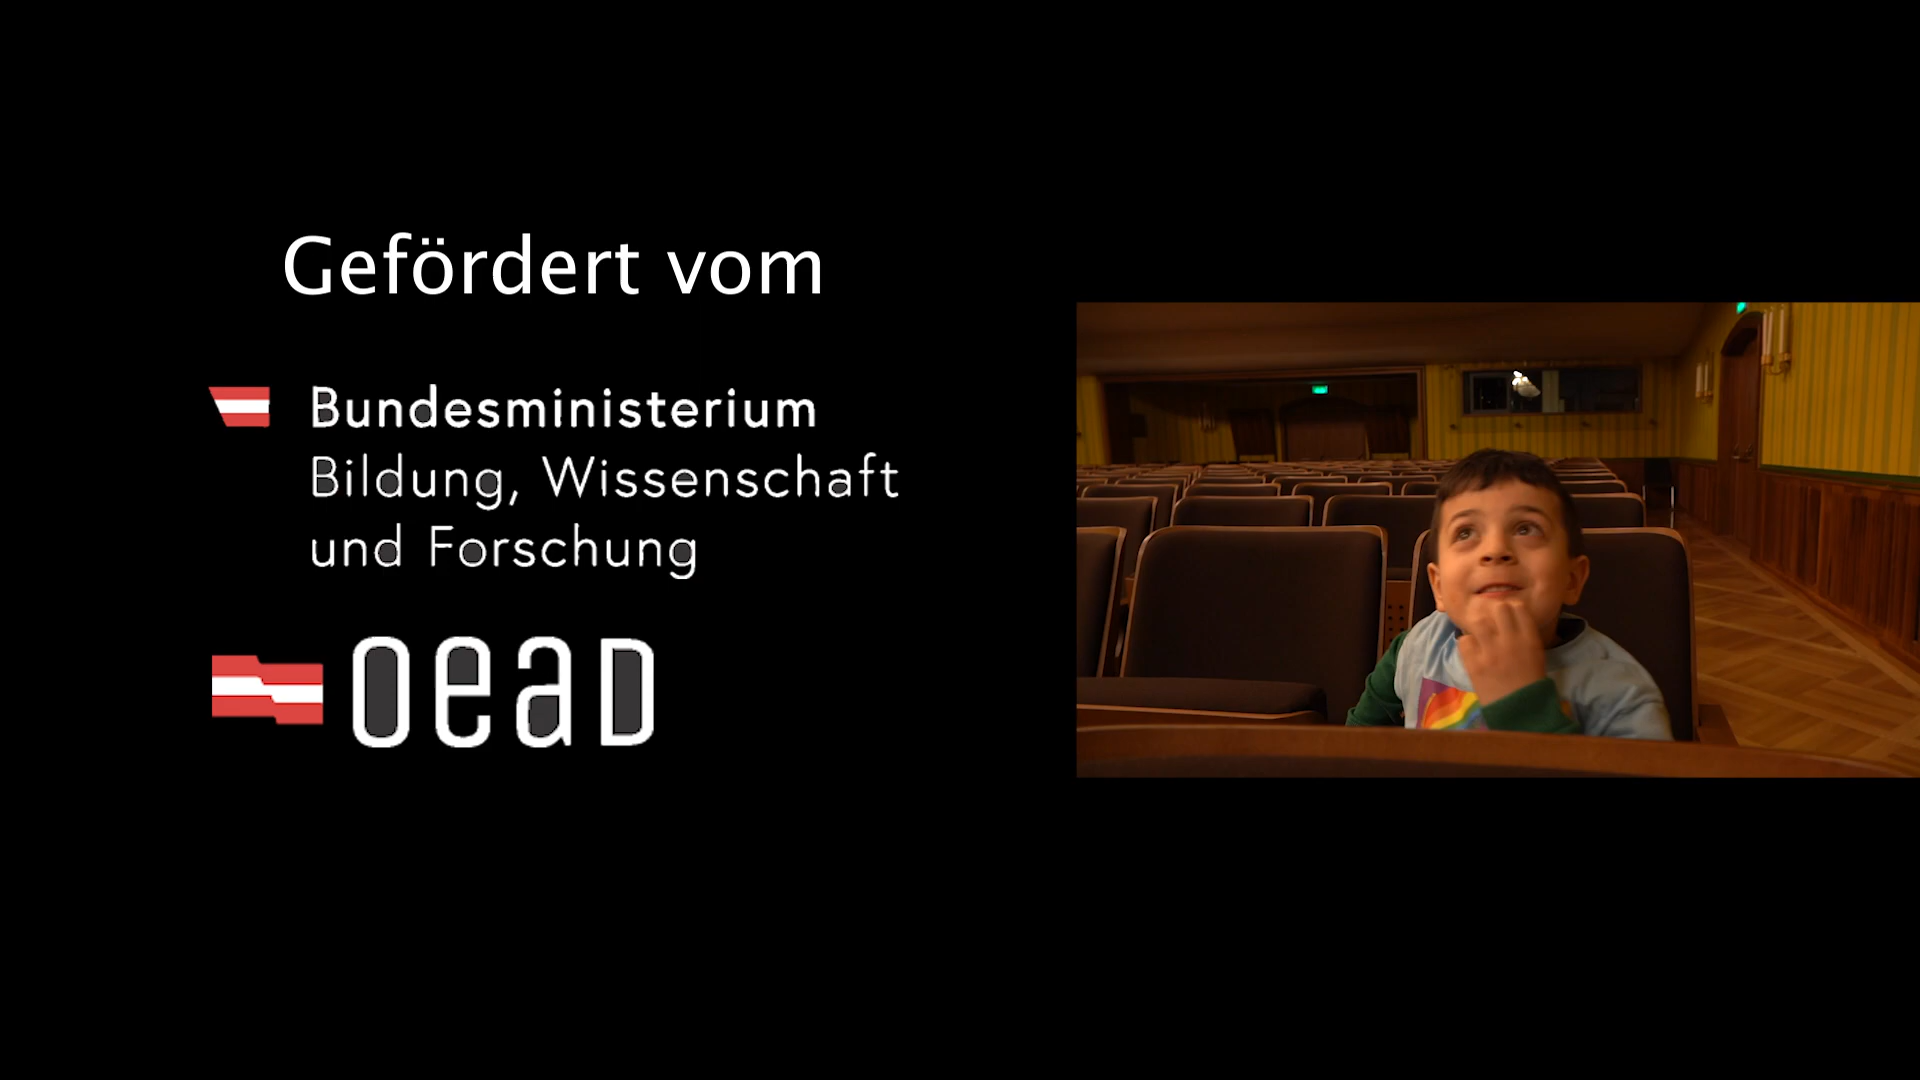 Gefördert vom
Bundesministerium
Bildung, Wissenschaft
und Forschung
oead